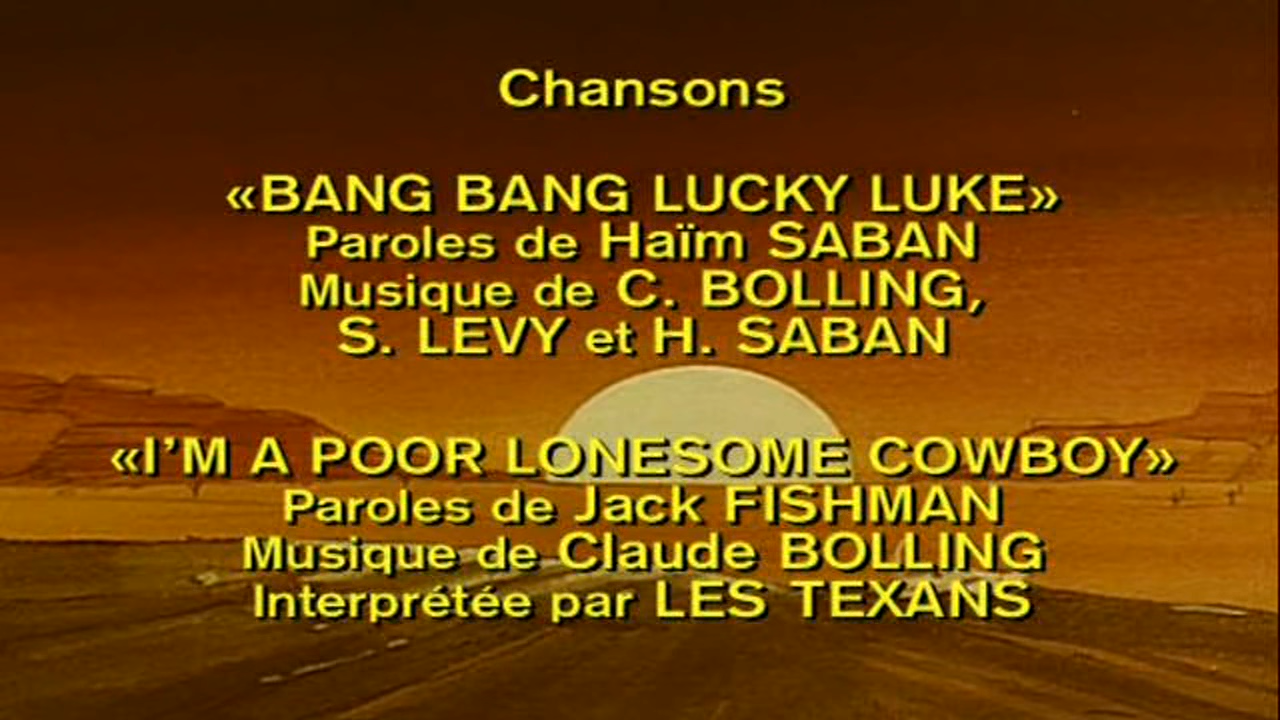 Chansons
«BANG BANG LUCKY LUKE»
Paroles de Haïm SABAN
Musique de C. BOLLING,
S. LEVY et H. SABAN
«I'M A POOR LONESOME COWBOY»
Paroles de Jack FISHMAN
Musique de Claude BOLLING
Interprétée par LES TEXANS